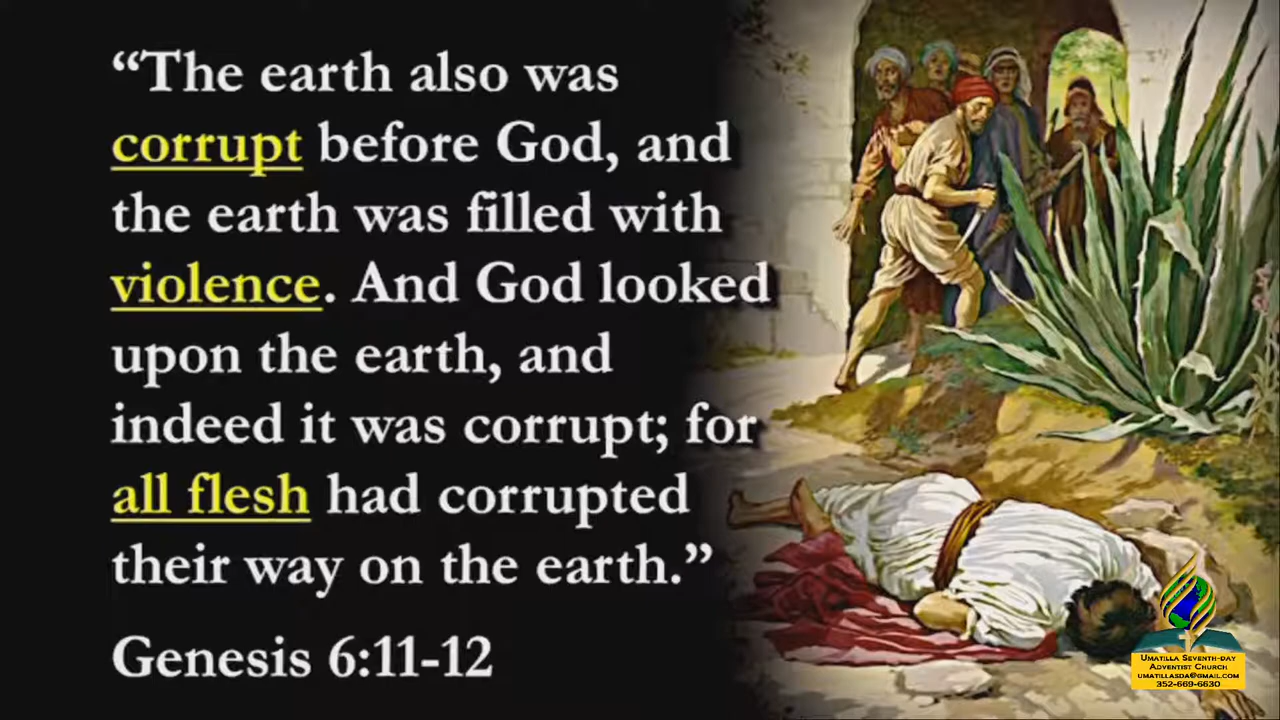 “The earth also was
corrupt before God, and
the earth was filled with
violence. And God looked
upon the earth, and
indeed it was corrupt; for
all flesh had corrupted
their way on the earth.”
Genesis 6:11-12
Umatilla Seventh-day
Adventist Church
umatillasda@gmail.com
352-669-6630